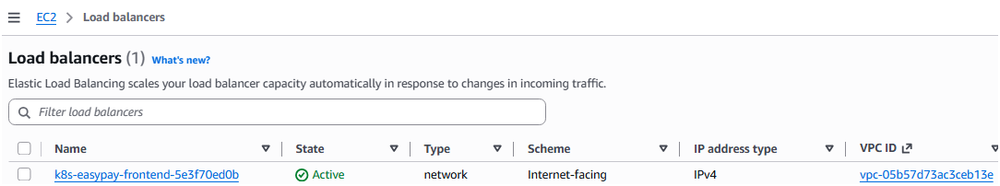 EC2 > Load balancers
Load balancers (1) What's new?
Elastic Load Balancing scales your load balancer capacity automatically in response to changes in incoming traffic.
Filter load balancers
Name State Type Scheme IP address type VPC ID
k8s-easypay-frontend-5e3f70ed0b Active network Internet-facing IPv4 vpc-05b57d73ac3ceb13e